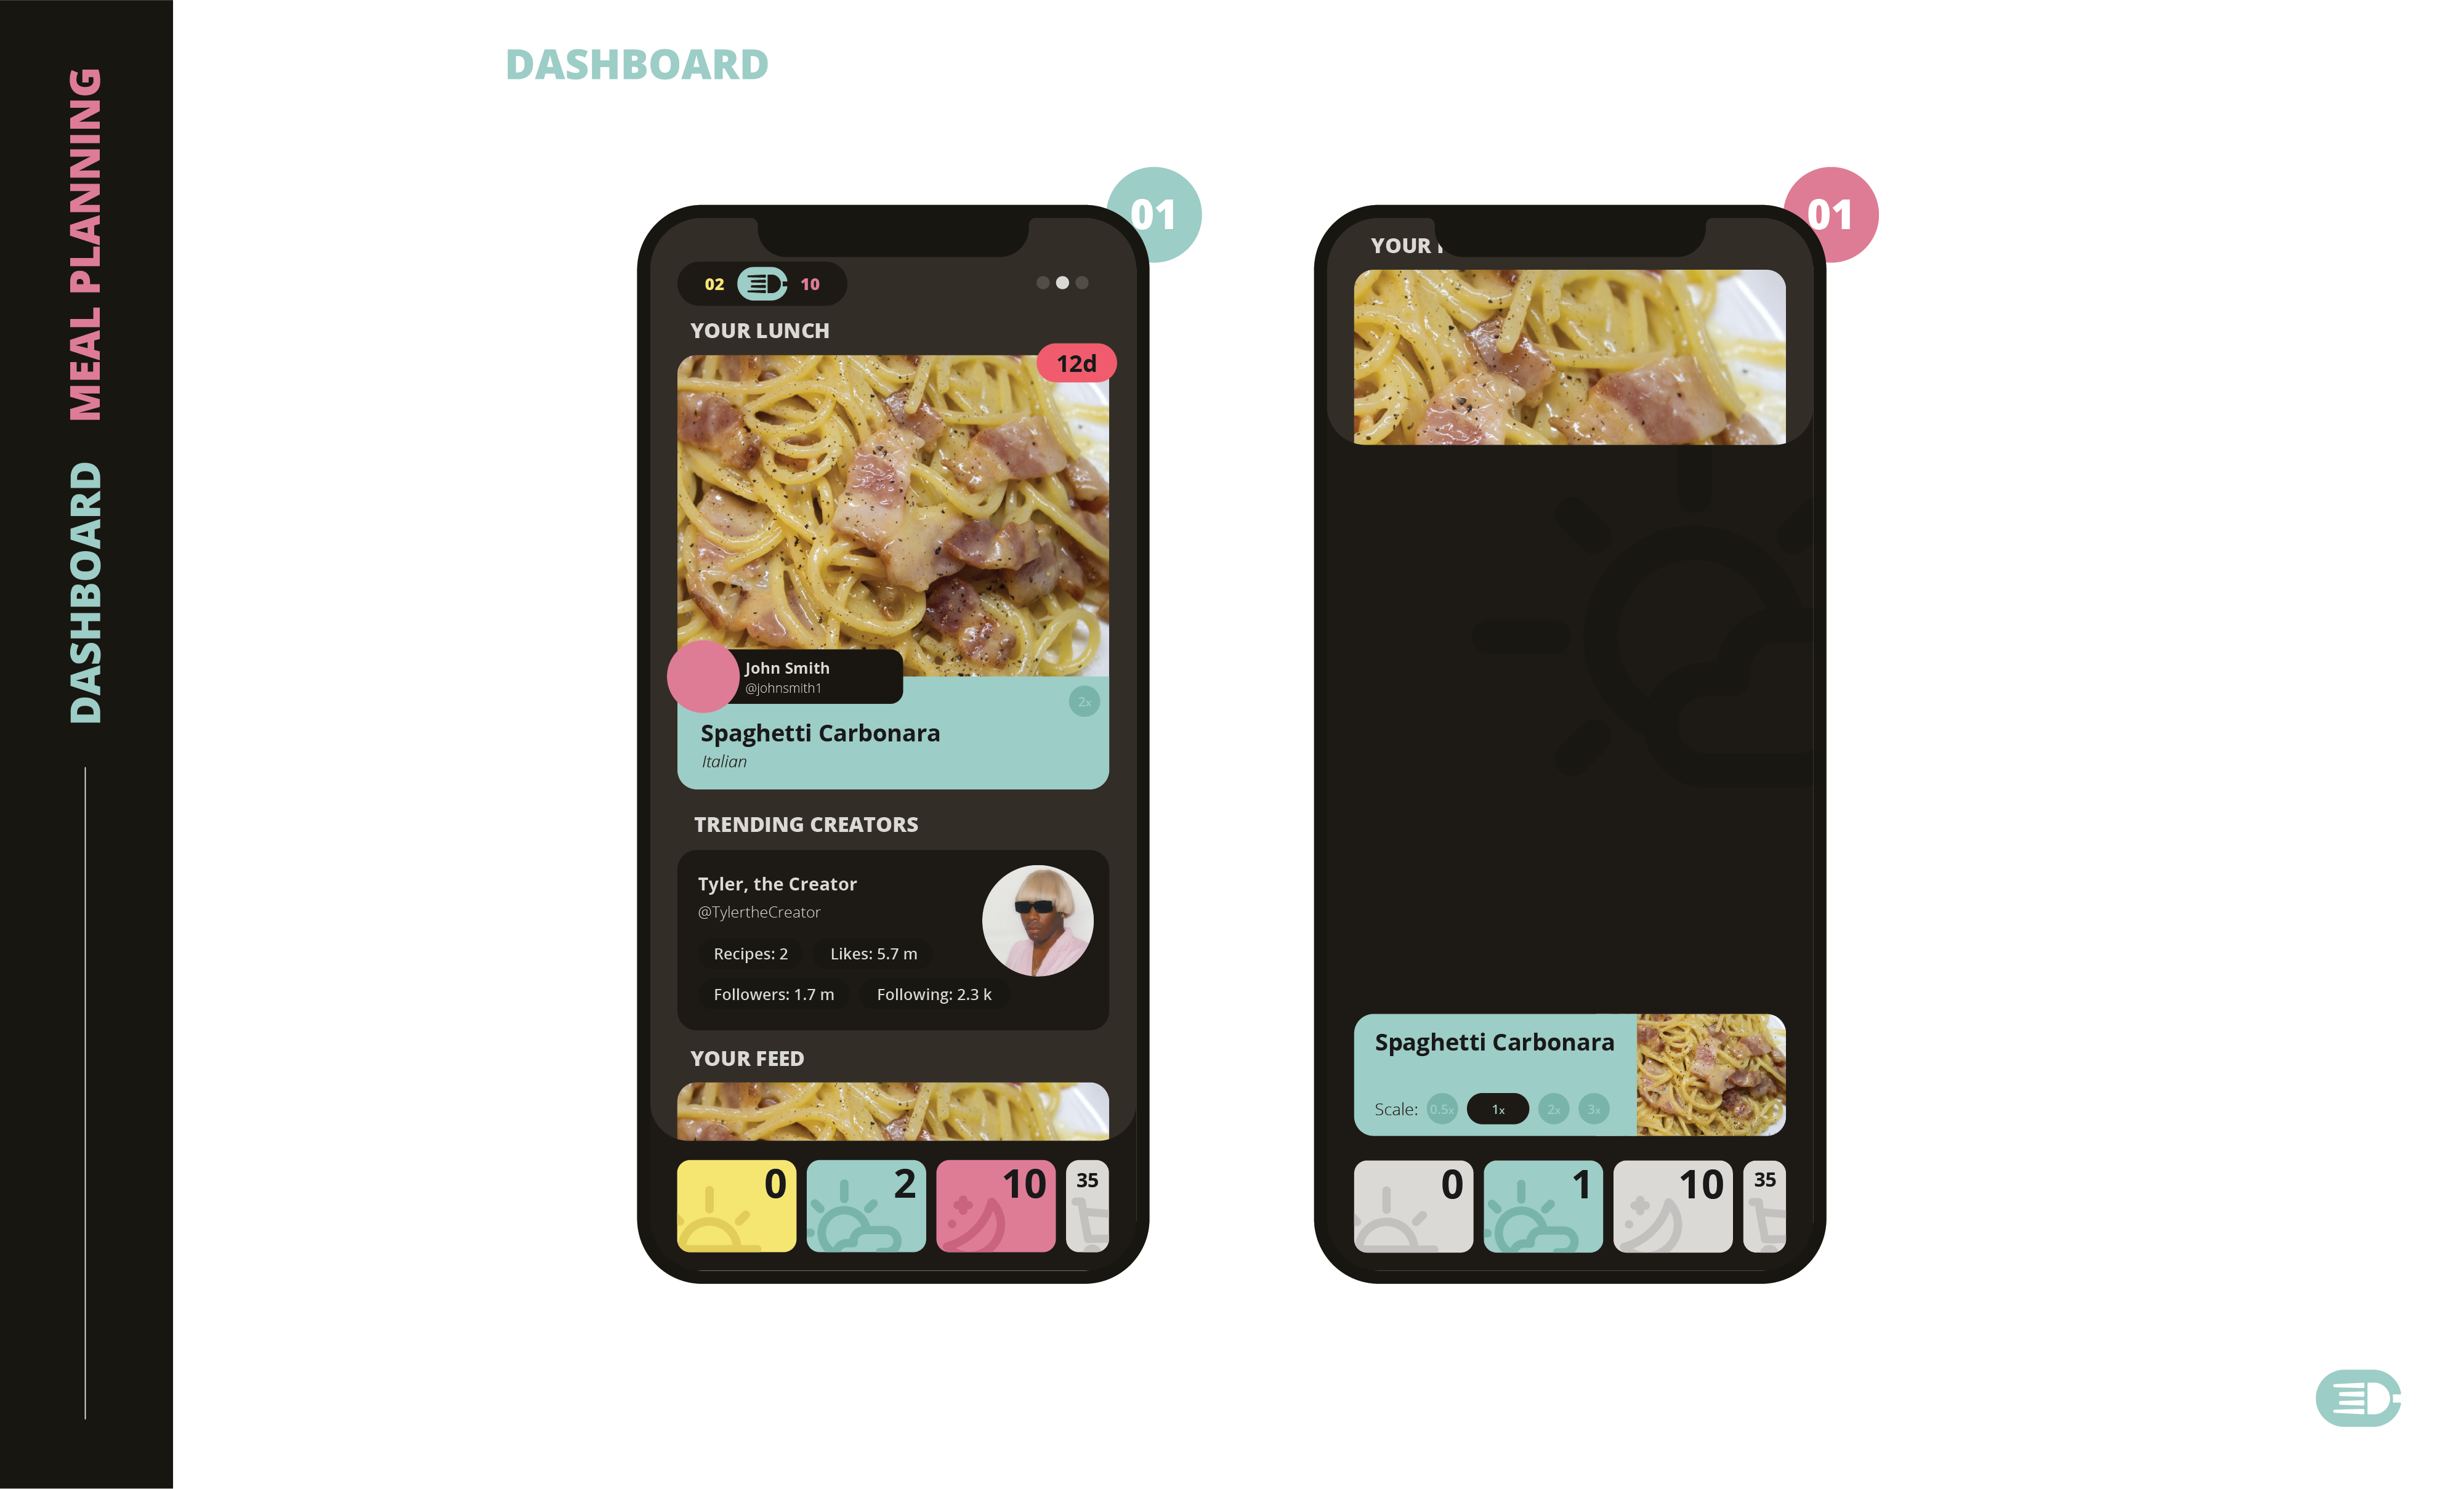 DASHBOARD MEAL PLANNING
DASHBOARD
01
02 10
YOUR LUNCH
12d
John Smith
@johnsmith1
2x
Spaghetti Carbonara
Italian
TRENDING CREATORS
Tyler, the Creator
@TylertheCreator
Recipes: 2 Likes: 5.7 m
Followers: 1.7 m Following: 2.3 k
YOUR FEED
0 2 10 35
01
YOUR
Spaghetti Carbonara
Scale: 0.5x 1x 2x 3x
0 1 10 35